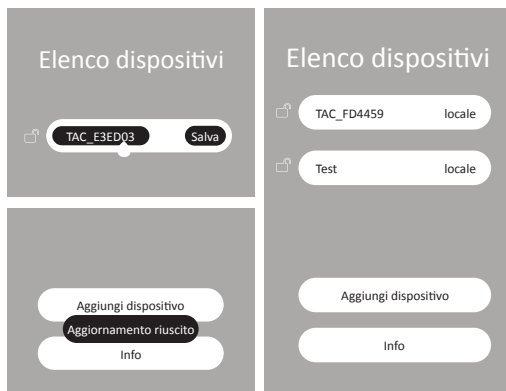 Elenco dispositivi
TAC_E3ED03 Salva
Aggiungi dispositivo
Aggiornamento riuscito
Info
Elenco dispositivi
TAC_FD4459 locale
Test locale
Aggiungi dispositivo
Info